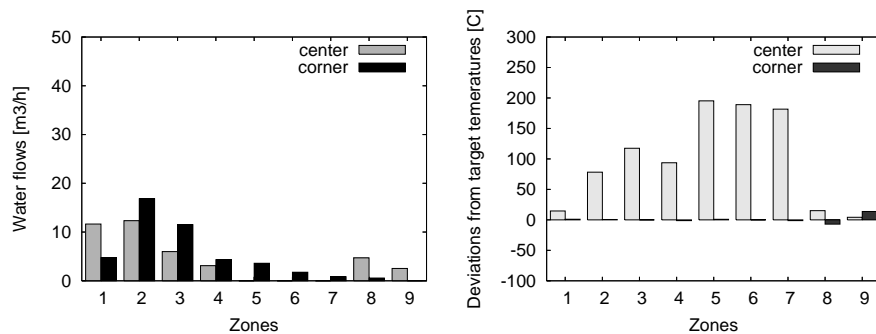 Water flows [m3/h]
50
40
30
20
10
0
center
corner
1 2 3 4 5 6 7 8 9
Zones
Deviations from target temeratures [C]
300
250
200
150
100
50
0
-50
-100
center
corner
1 2 3 4 5 6 7 8 9
Zones